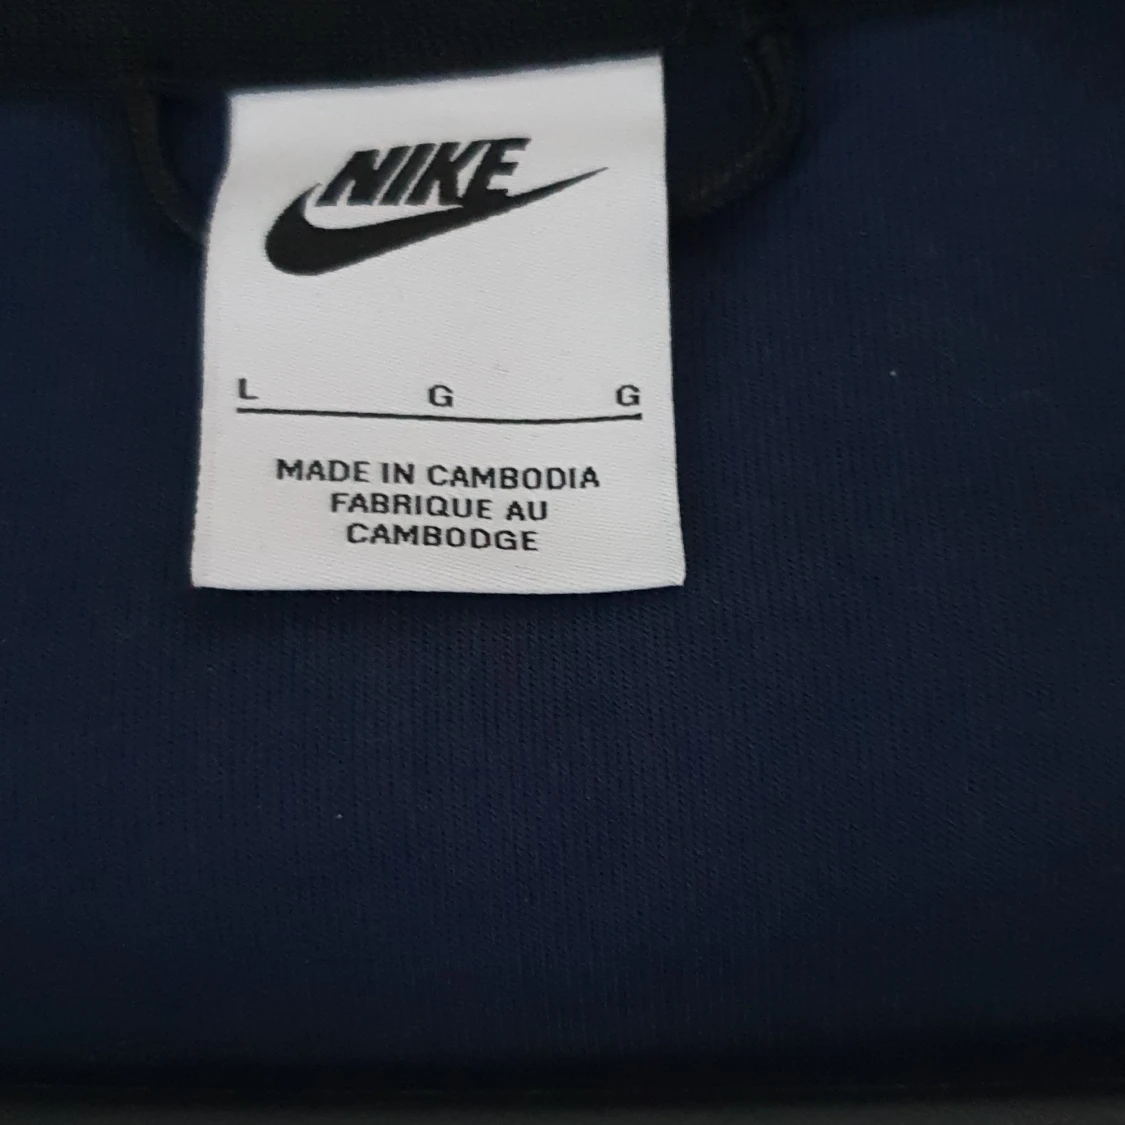 NIKE
L G G
MADE IN CAMBODIA
FABRIQUE AU
CAMBODGE